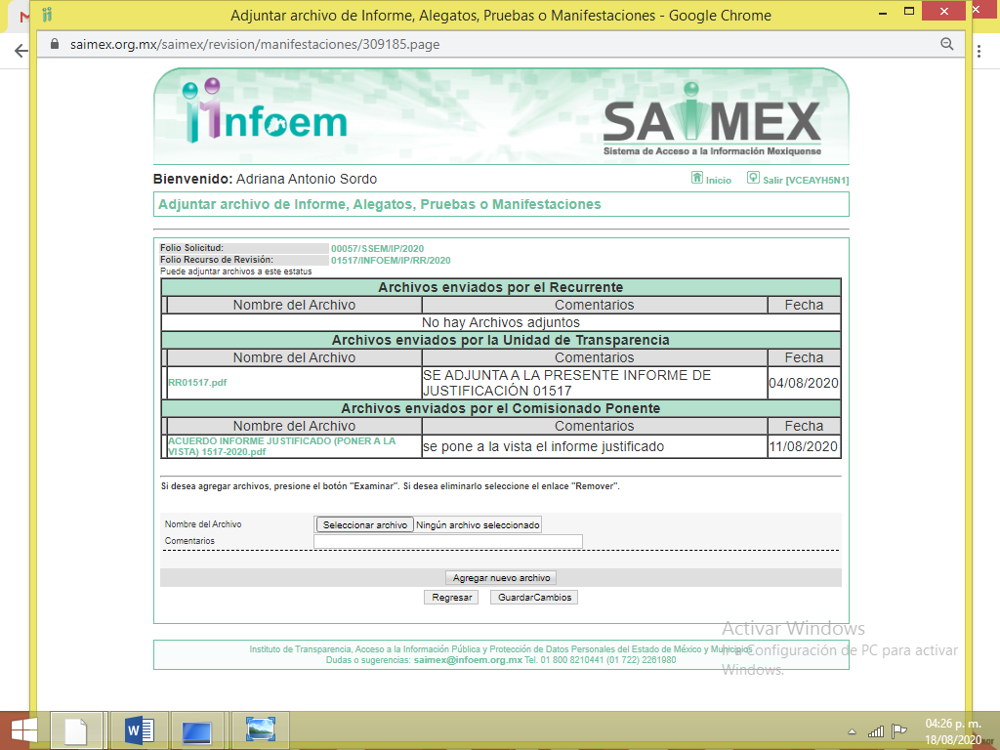 Adjuntar archivo de Informe, Alegatos, Pruebas o Manifestaciones - Google Chrome
saimex.org.mx/saimex/revision/manifestaciones/309185.page
infoem
SAIMEX
Sistema de Acceso a la Información Mexiquense
Bienvenido: Adriana Antonio Sordo
Inicio Salir [VCEAYH5N1]
Adjuntar archivo de Informe, Alegatos, Pruebas o Manifestaciones
Folio Solicitud: 00057/SSEM/IP/2020
Folio Recurso de Revisión: 01517/INFOEM/IP/RR/2020
Puede adjuntar archivos a este estatus
Archivos enviados por el Recurrente
Nombre del Archivo Comentarios Fecha
No hay Archivos adjuntos
Archivos enviados por la Unidad de Transparencia
Nombre del Archivo Comentarios Fecha
RR01517.pdf SE ADJUNTA A LA PRESENTE INFORME DE JUSTIFICACIÓN 01517 04/08/2020
Archivos enviados por el Comisionado Ponente
Nombre del Archivo Comentarios Fecha
ACUERDO INFORME JUSTIFICADO (PONER A LA VISTA) 1517-2020.pdf se pone a la vista el informe justificado 11/08/2020
Si desea agregar archivos, presione el botón "Examinar". Si desea eliminarlo seleccione el enlace "Remover".
Nombre del Archivo Seleccionar archivo Ningún archivo seleccionado
Comentarios
Agregar nuevo archivo
Regresar GuardarCambios
Activar Windows
Ir a Configuración de PC para activar
Windows.
Instituto de Transparencia, Acceso a la Información Pública y Protección de Datos Personales del Estado de México y Municipios
Dudas o sugerencias: saimex@infoem.org.mx Tel. 01 800 8210441 (01 722) 2261980
04:26 p. m.
18/08/2020